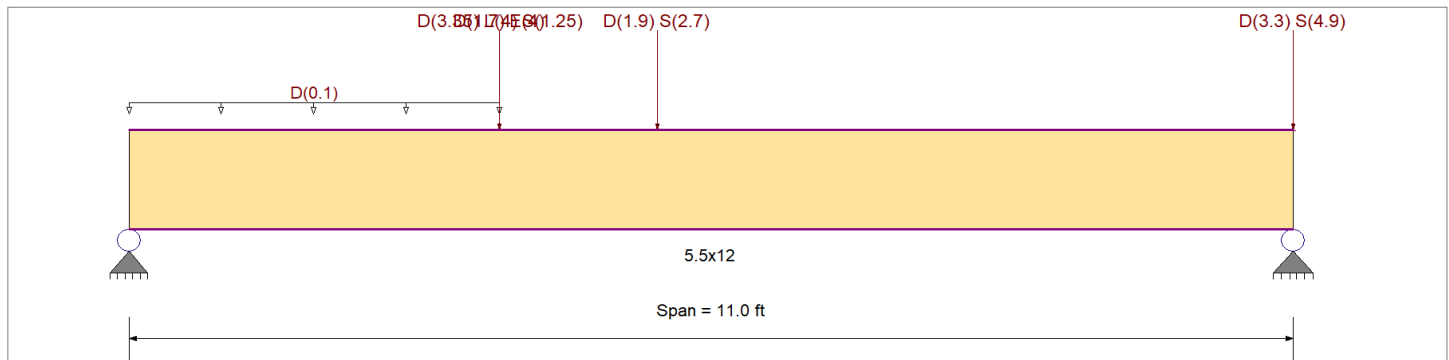 D(1.9) S(2.7)
D(3.3) S(4.9)
D(0.1)
5.5x12
Span = 11.0 ft